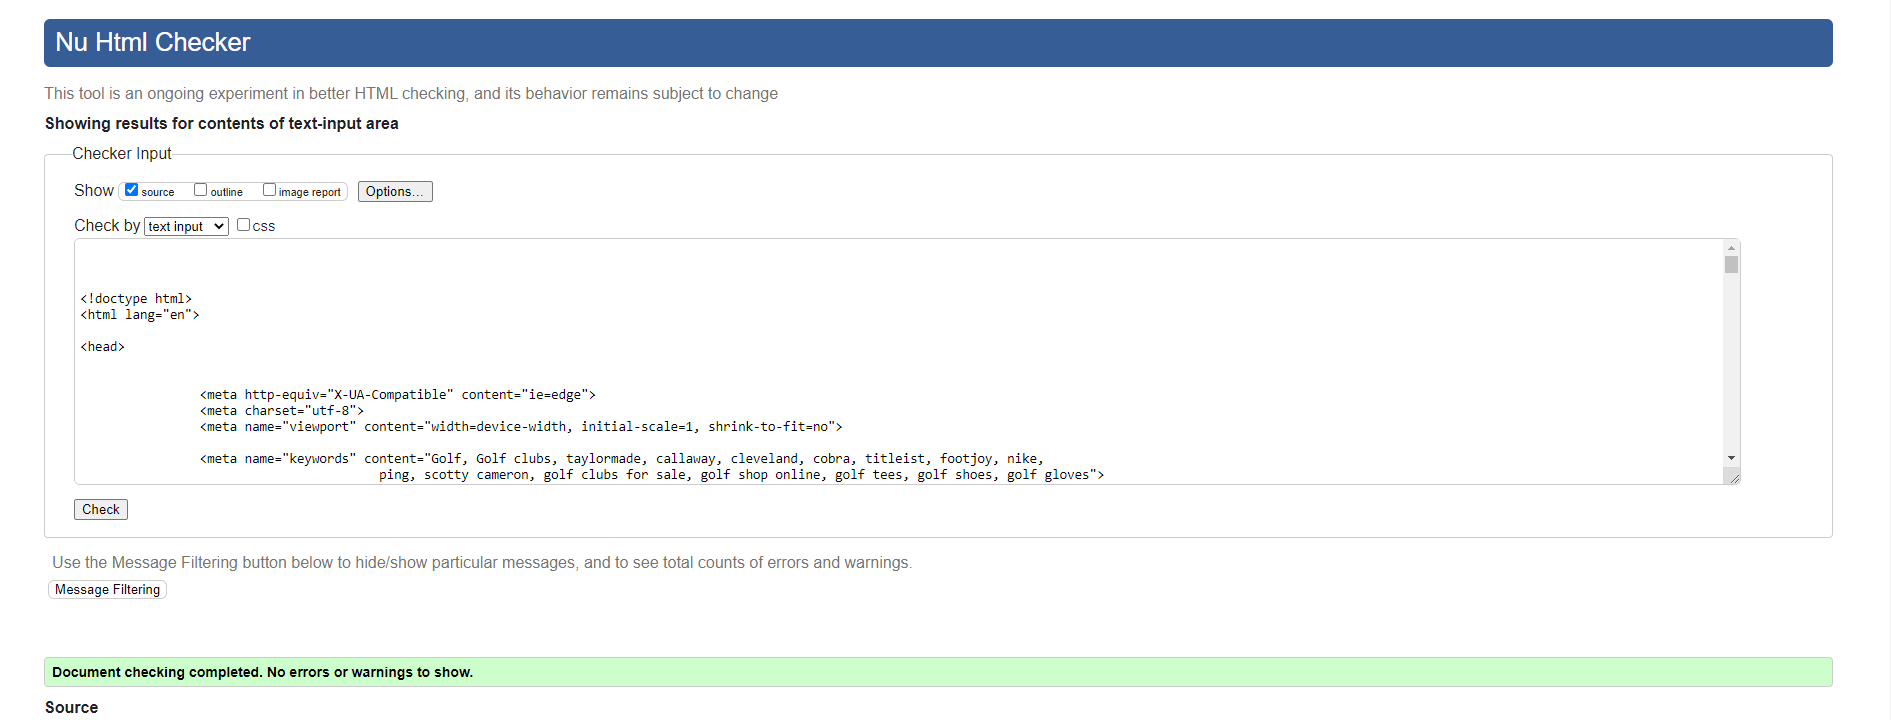 Nu Html Checker
This tool is an ongoing experiment in better HTML checking, and its behavior remains subject to change
Showing results for contents of text-input area
Checker Input
Show source outline image report Options...
Check by text input css
<!doctype html>
<html lang="en">
<head>
<meta http-equiv="X-UA-Compatible" content="ie=edge">
<meta charset="utf-8">
<meta name="viewport" content="width=device-width, initial-scale=1, shrink-to-fit=no">
<meta name="keywords" content="Golf, Golf clubs, taylormade, callaway, cleveland, cobra, titleist, footjoy, nike,
ping, scotty cameron, golf clubs for sale, golf shop online, golf tees, golf shoes, golf gloves">
Check
Use the Message Filtering button below to hide/show particular messages, and to see total counts of errors and warnings.
Message Filtering
Document checking completed. No errors or warnings to show.
Source